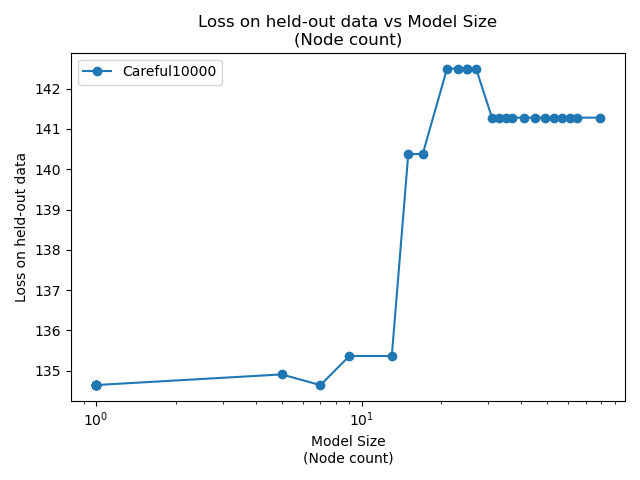 Loss on held-out data vs Model Size
(Node count)
Careful10000
Loss on held-out data
142
141
140
139
138
137
136
135
10⁰
10¹
Model Size
(Node count)